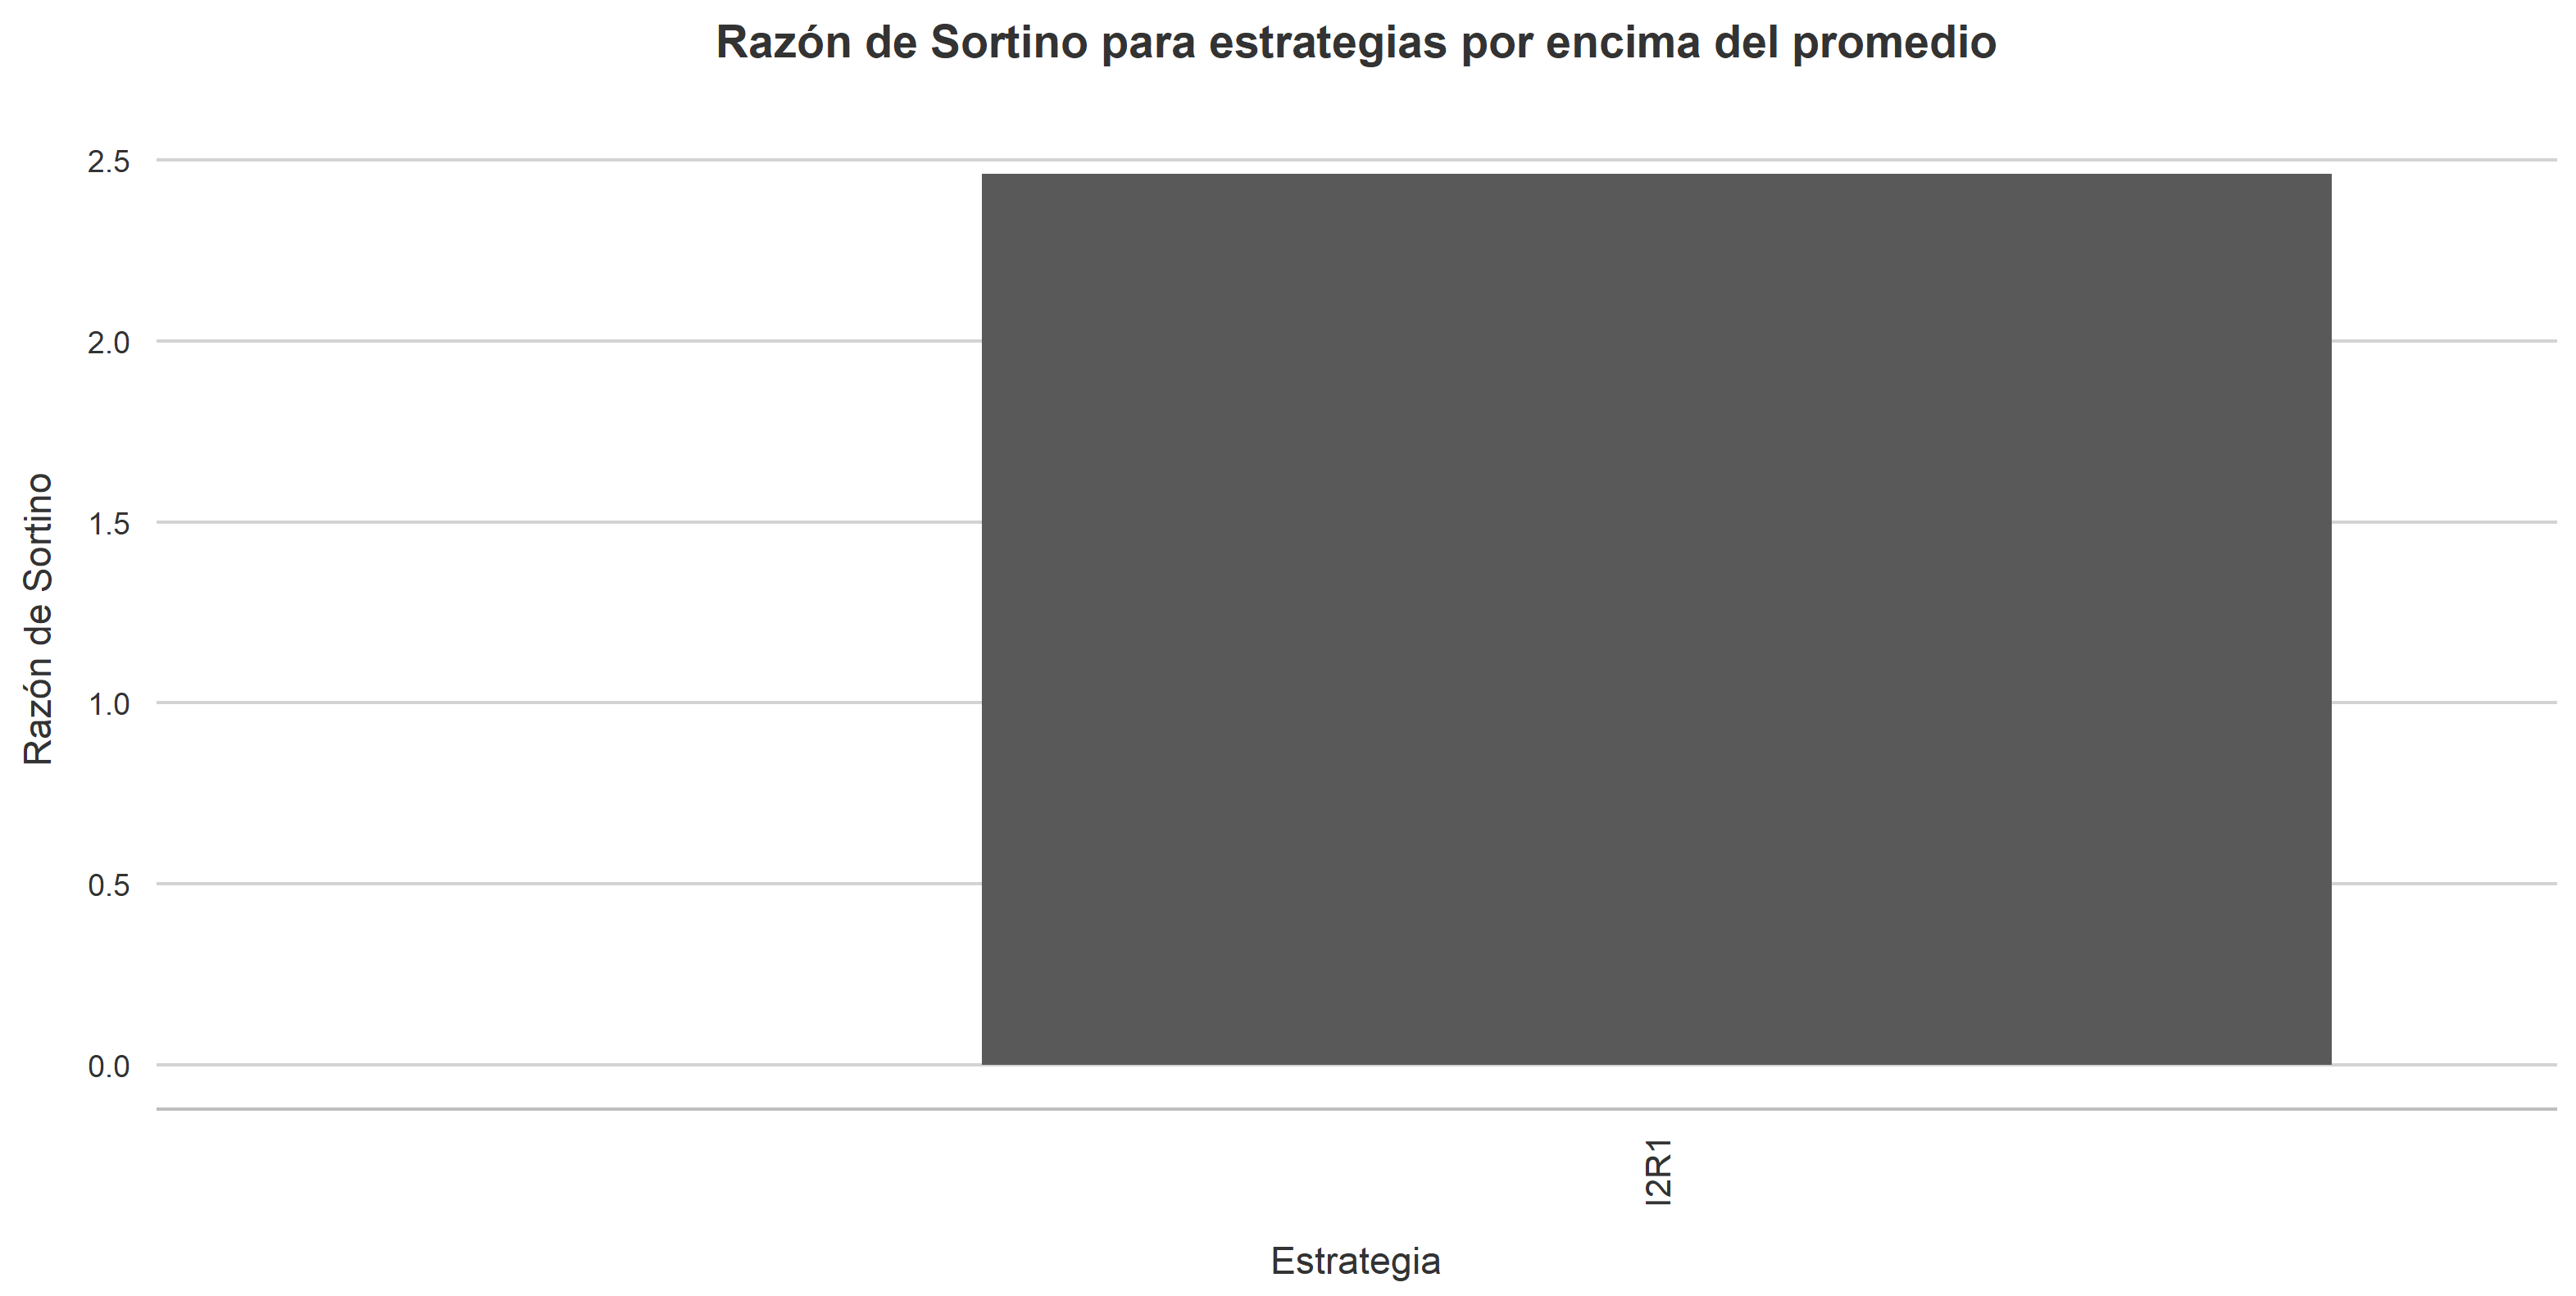 Razón de Sortino para estrategias por encima del promedio
Razón de Sortino
2.5
2.0
1.5
1.0
0.5
0.0
I2R1
Estrategia